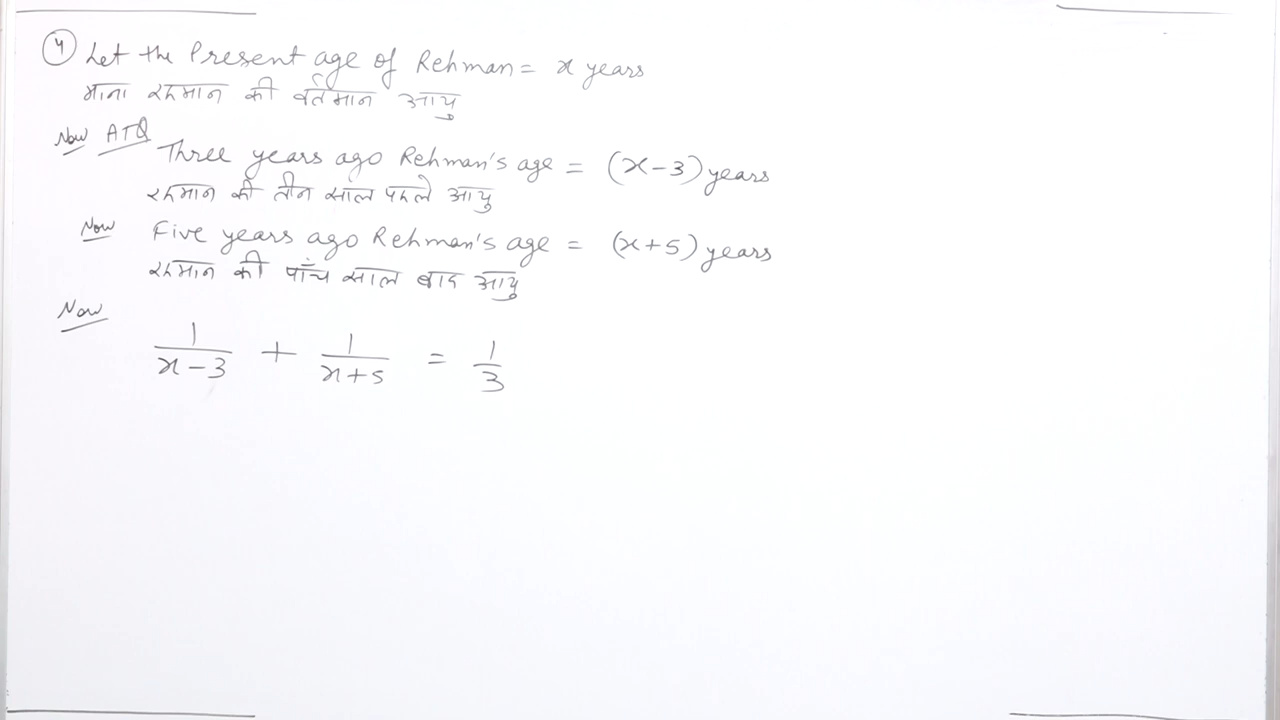 4 Let the Present age of Rehman = x years
माना रहमान की वर्तमान आयु
Now ATQ
Three years ago Rehman's age = (x-3) years
रहमान की तीन साल पहले आयु
Now Five years ago Rehman's age = (x+5) years
रहमान की पाँच साल बाद आयु
Now
1/(x-3) + 1/(x+5) = 1/3